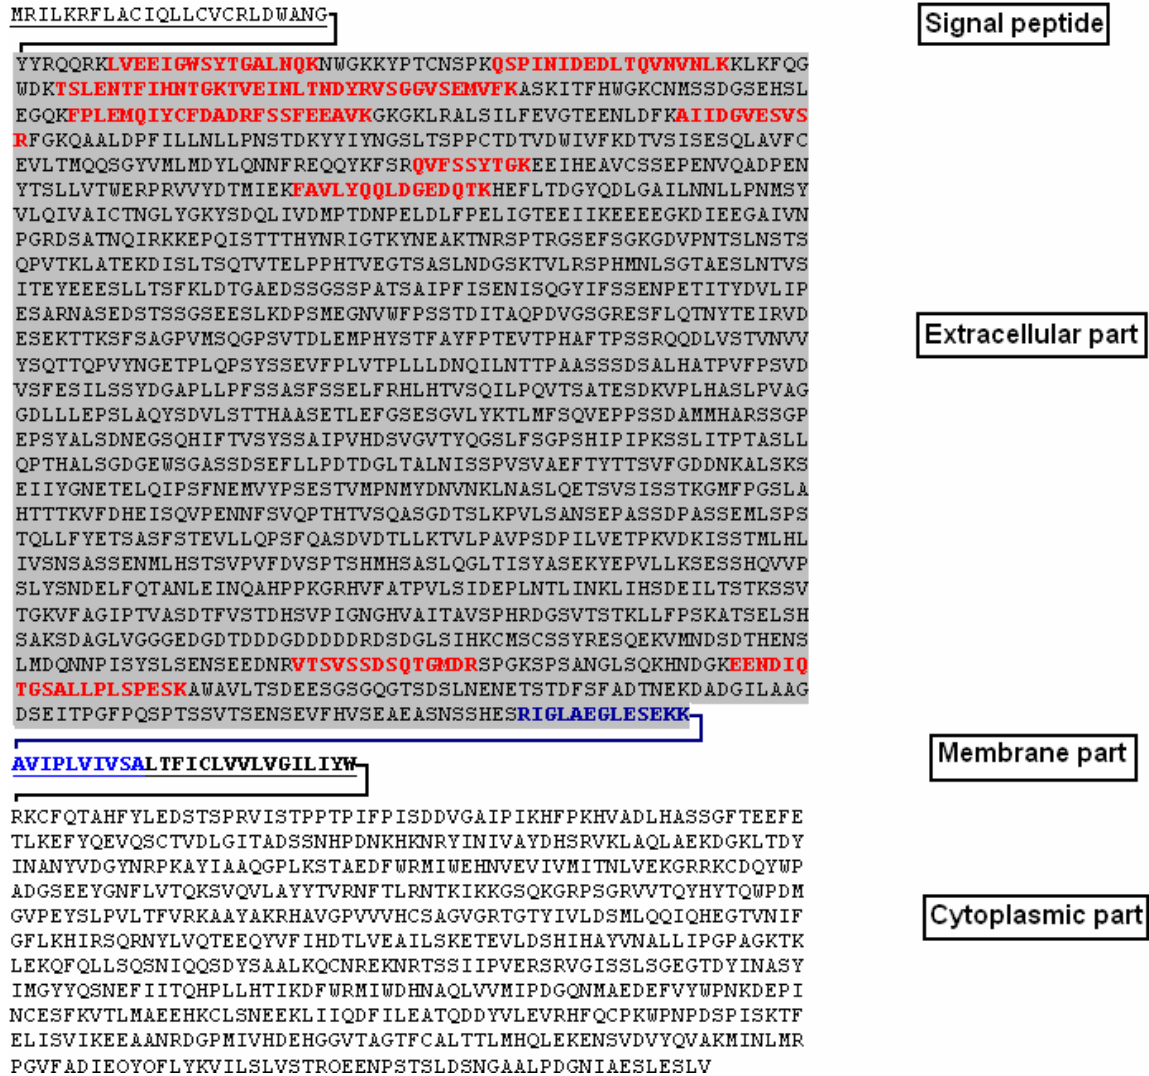 MRILKRFLACIQLLCVCRLDWANG
Signal peptide
YYRQQRKLVEEIGWSYTGALNQKNWGKKYPTCNSPKQSPINIDEDLTQVNVNLKKLKFQG
WDKTSLENTFIHNTGKTVEINLTNDYRVSGGVSEMVFKASKITFHWGKCNMSSDGSEHSL
EGQKFPLEMQIYCFDADRFSSFEEAVKGKGKLRALSILFEVGTEENLDFKAIIDGVESVS
RFGKQAALDPFILLNLLPNSTDKYYIYNGSLTSPPCTDTVDWIVFKDTVSISESQLAVFC
EVLTMQQSGYVMLMDYLQNNFREQQYKFSRQVFSSYTGKEEIHEAVCSSEPENVQADPEN
YTSLLVTWERPRVVYDTMIEKFAVLYQQLDGEDQTKHEFLTDGYQDLGAILNNLLPNMSY
VLQIVAICTNGLYGKYSDQLIVDMPTDNPELDLFPELIGTEEIIKEEEEGKDIEEGAIVN
PGRDSATNQIRKKEPQISTTTHYNRIGTKYNEAKTNRSPTRGSEFSGKGDVPNTSLNSTS
QPVTKLATEKDISLTSQTVTELPPHTVEGTSASLNDGSKTVLRSPHMNLSGTAESLNTVS
ITEYEEESLLTSFKLDTGAEDSSGSSPATSAIPFISENISQGYIFSSENPETITYDVLIP
ESARNASEDSTSSGSEESLKDPSMEGNVWFPSSTDITAQPDVGSGRESFLQTNYTEIRVD
ESEKTTKSFSAGPVMSQGPSVTDLEMPHYSTFAYFPTEVTPHAFTPSSRQQDLVSTVNVV
Extracellular part
YSQTTQPVYNGETPLQPSYSSEVFPLVTPLLLDNQILNTTPAASSSDSALHATPVFPSVD
VSFESILSSYDGAPLLPFSSASFSSELFRHLHTVSQILPQVTSATESDKVPLHASLPVAG
GDLLLEPSLAQYSDVLSTTHAASETLEFGSESGVLYKTLMFSQVEPPSSDAMMHARSSGP
EPSYALSDNEGSQHIFTVSYSSAIPVHDSVGVTYQGSLFSGPSHIPIPKSSLITPTASLL
QPTHALSGDGEWSGASSDSEFLLPDTDGLTALNISSPVSVAEFTYTTSVFGDDNKALSKS
EIIYGNETELQIPSFNEMVYPSESTVMPNMYDNVNKLNASLQETSVSISSTKGMFPGSLA
HTTTKVFDHEISQVPENNFSVQPTHTVSQASGDTSLKPVLSANSEPASSDPASSEMLSPS
TQLLFYETSASFSTEVLLQPSFQASDVDTLLKTVLPAVPSDPILVETPKVDKISSTMLHL
IVSNSASSENMLHSTSVPVFDVSPTSHMHSASLQGLTISYASEKYEPVLLKSESSHQVVP
SLYSNDELFQTANLEINQAHPPKGRHVFATPVLSIDEPLNTLINKLIHSDEILTSTKSSV
TGKVFAGIPTVASDTFVSTDHSVPIGNGHVAITAVSPHRDGSVTSTKLLFPSKATSELSH
SAKSDAGLVGGGEDGDTDDDGDDDDDRDSDGLSIHKCMSCSSYRESQEKVMNDSDTHENS
LMDQNNPISYSLSENSEEDNRVTSVSSDSQTGMDRSPGKSPSANGLSQKHNDGKEENDIQ
TGSALLPLSPESKAWAVLTSDEESGSGQGTSDSLNENETSTDFSFADTNEKDADGILAAG
DSEITPGFPQSPTSSVTSENSEVFHVSEAEASNSSHESRIGLAEGLESEKK
Membrane part
AVIPLVIVSALTFICLVVLVGILIYW
RKCFQTAHFYLEDSTSPRVISTPPTPIFPISDDVGAIPIKHFPKHVADLHASSGFTEEFE
TLKEFYQEVQSCTVDLGITADSSNHPDNKHKNRYINIVAYDHSRVKLAQLAEKDGKLTDY
INANYVDGYNRPKAYIAAQGPLKSTAEDFWRMIWEHNVEVIVMITNLVEKGRRKCDQYWP
ADGSEEYGNFLVTQKSVQVLAYYTVRNFTLRNTKIKKGSQKGRPSGRVVTQYHYTQWPDM
Cytoplasmic part
GVPEYSLPVLTFVRKAAYAKRHAVGPVVVHCSAGVGRTGTYIVLDSMLQQIQHEGTVNIF
GFLKHIRSQRNYLVQTEEQYVFIHDTLVEAILSKETEVLDSHIHAYVNALLIPGPAGKTK
LEKQFQLLSQSNIQQSDYSAALKQCNREKNRTSSIIPVERSRVGISSLSGEGTDYINASY
IMGYYQSNEFIITQHPLLHTIKDFWRMIWDHNAQLVVMIPDGQNMAEDEFVYWPNKDEPI
NCESFKVTLMAEEHKCLSNEEKLIIQDFILEATQDDYVLEVRHFQCPKWPNPDSPISKTF
ELISVIKEEAANRDGPMIVHDEHGGVTAGTFCALTTLMHQLEKENSVDVYQVAKMINLMR
PGVFADIEQYQFLYKVILSLVSTRQEENPSTSLDSNGAALPDGNIAESLESLV